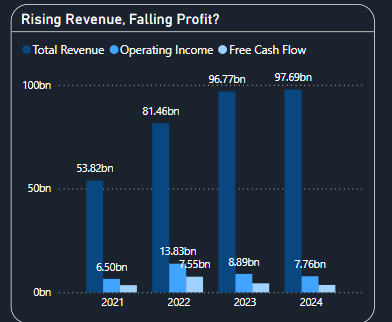 Rising Revenue, Falling Profit?
Total Revenue Operating Income Free Cash Flow
100bn
50bn
0bn
53.82bn
6.50bn
81.46bn
13.83bn
7.55bn
96.77bn
8.89bn
97.69bn
7.76bn
2021 2022 2023 2024